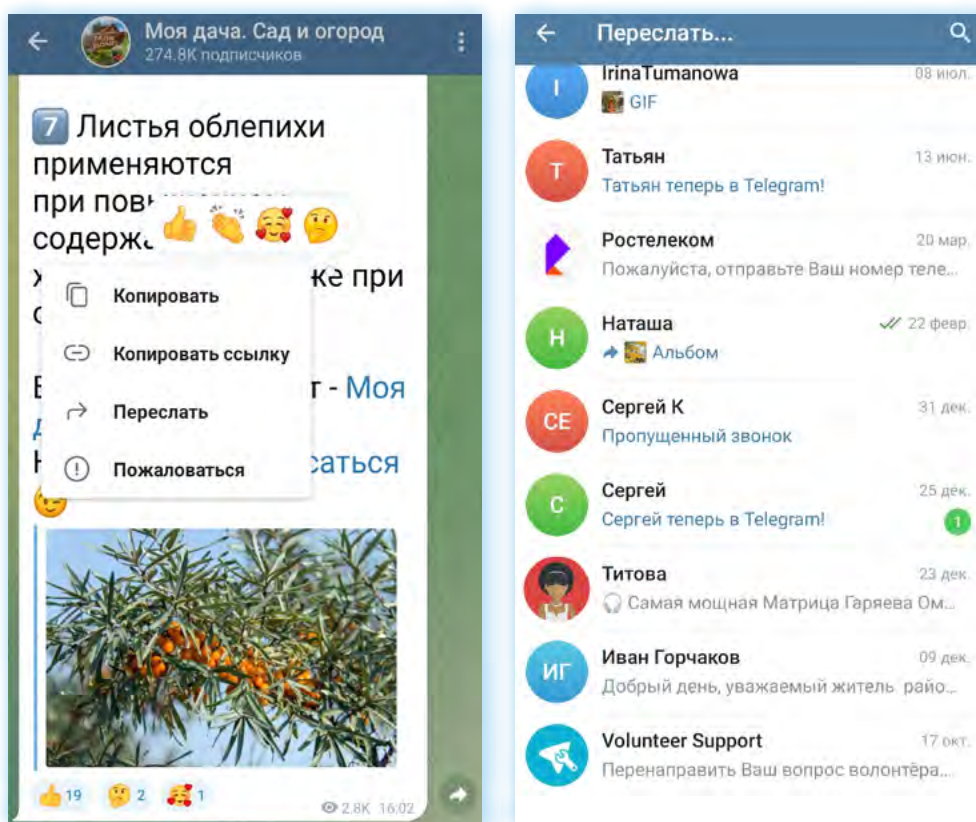 Моя дача. Сад и огород
274.8K подписчиков
7 Листья облепихи
применяются
при пов
содерж
ке при
Копировать
Копировать ссылку
т - Моя
Переслать
саться
Пожаловаться
19 2 1
2.8K 16:02
Переслать...
IrinaTumanowa 08 июл.
GIF
Татьян 13 июн.
Татьян теперь в Telegram!
Ростелеком 20 мар.
Пожалуйста, отправьте Ваш номер теле...
Наташа 22 февр.
Альбом
Сергей К 31 дек.
Пропущенный звонок
Сергей 25 дек.
Сергей теперь в Telegram!
1
Титова 23 дек.
Самая мощная Матрица Гаряева Ом...
Иван Горчаков 09 дек.
Добрый день, уважаемый житель райо...
Volunteer Support 17 окт.
Перенаправить Ваш вопрос волонтёра...
I
Т
Н
СЕ
С
ИГ